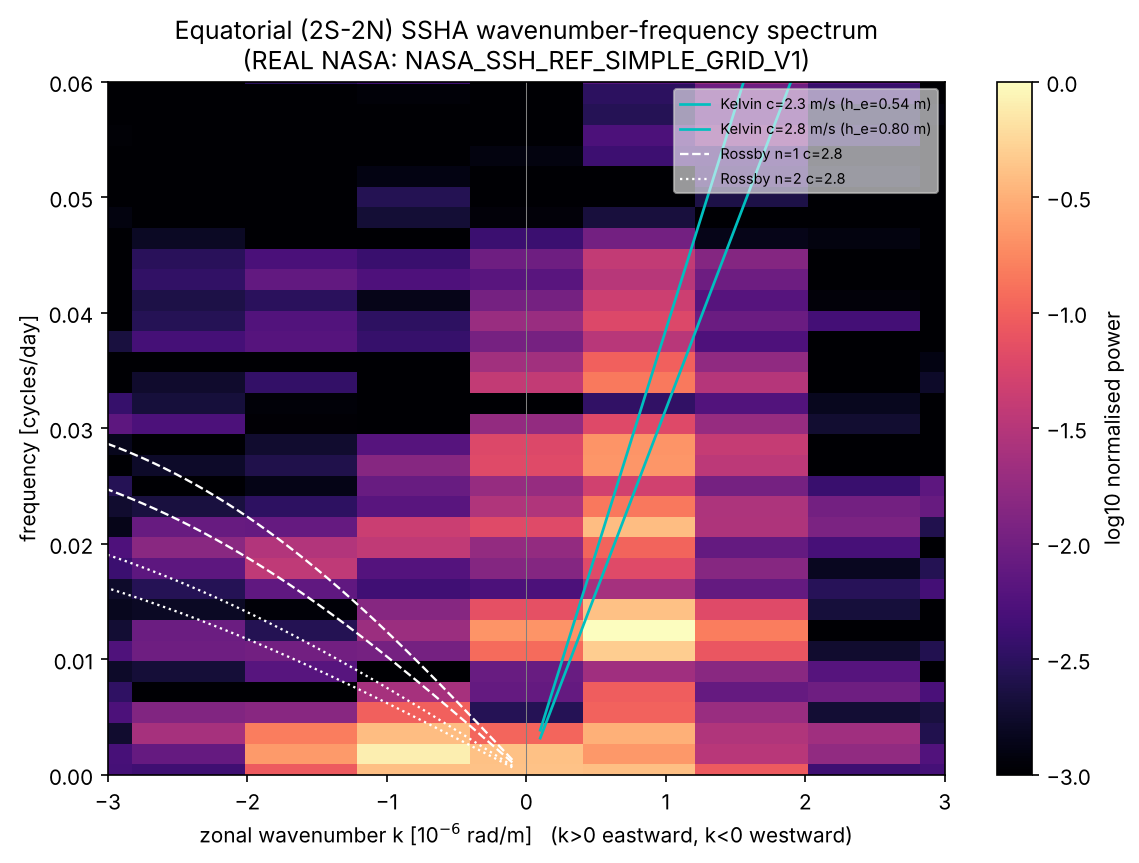 Equatorial (2S-2N) SSHA wavenumber-frequency spectrum
(REAL NASA: NASA_SSH_REF_SIMPLE_GRID_V1)
Kelvin c=2.3 m/s (h_e=0.54 m)
Kelvin c=2.8 m/s (h_e=0.80 m)
Rossby n=1 c=2.8
Rossby n=2 c=2.8
frequency [cycles/day]
0.06
0.05
0.04
0.03
0.02
0.01
0.00
−3
−2
−1
0
1
2
3
zonal wavenumber k [10⁻⁶ rad/m] (k>0 eastward, k<0 westward)
0.0
−0.5
−1.0
−1.5
−2.0
−2.5
−3.0
log10 normalised power